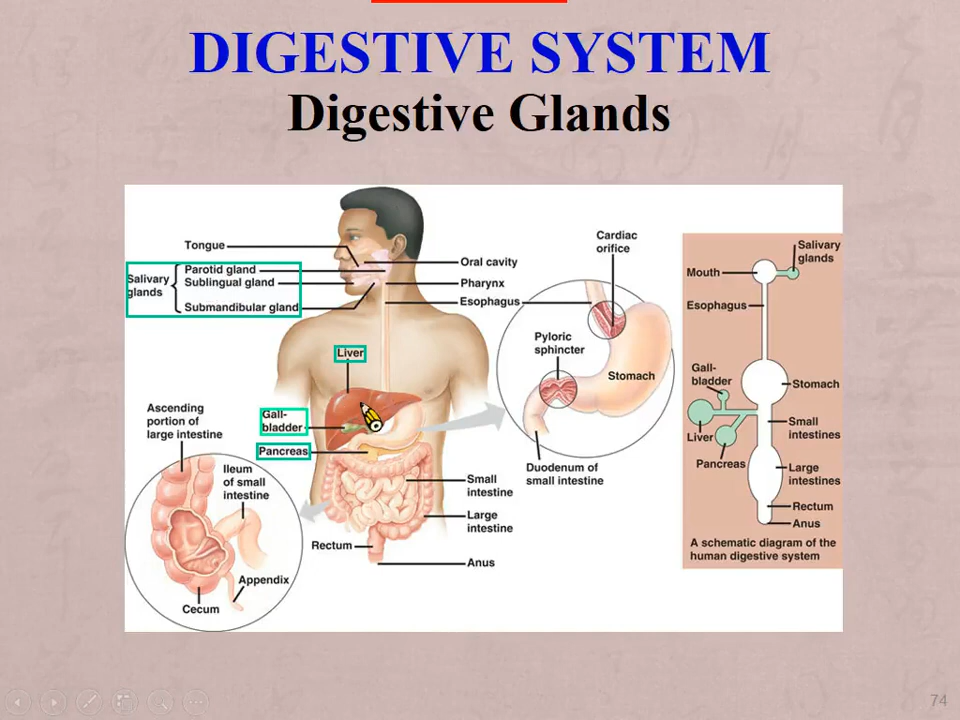 DIGESTIVE SYSTEM
Digestive Glands
Tongue
Salivary
glands
Parotid gland
Sublingual gland
Submandibular gland
Oral cavity
Pharynx
Esophagus
Liver
Gall-
bladder
Pancreas
Ascending
portion of
large intestine
Ileum
of small
intestine
Appendix
Cecum
Small
intestine
Large
intestine
Rectum
Anus
Cardiac
orifice
Pyloric
sphincter
Stomach
Duodenum of
small intestine
Salivary
glands
Mouth
Esophagus
Gall-
bladder
Stomach
Liver
Small
intestines
Pancreas
Large
intestines
Rectum
Anus
A schematic diagram of the
human digestive system
74